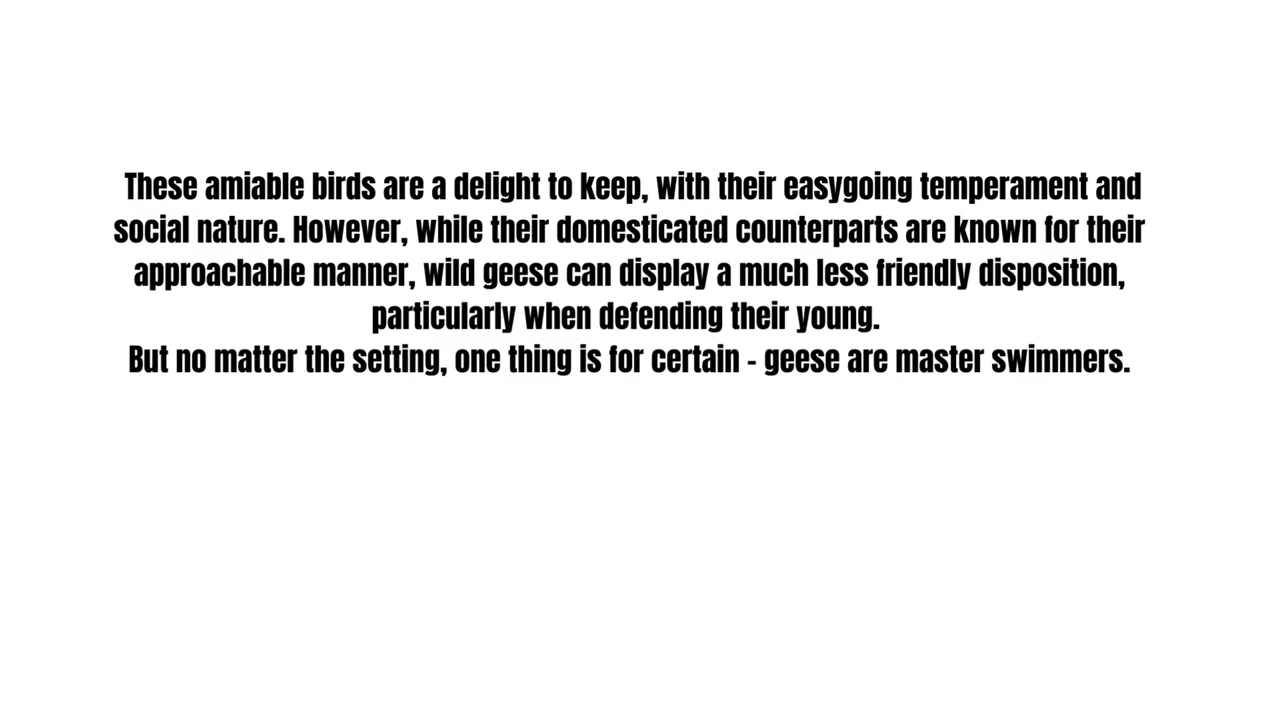 These amiable birds are a delight to keep, with their easygoing temperament and
social nature. However, while their domesticated counterparts are known for their
approachable manner, wild geese can display a much less friendly disposition,
particularly when defending their young.
But no matter the setting, one thing is for certain - geese are master swimmers.